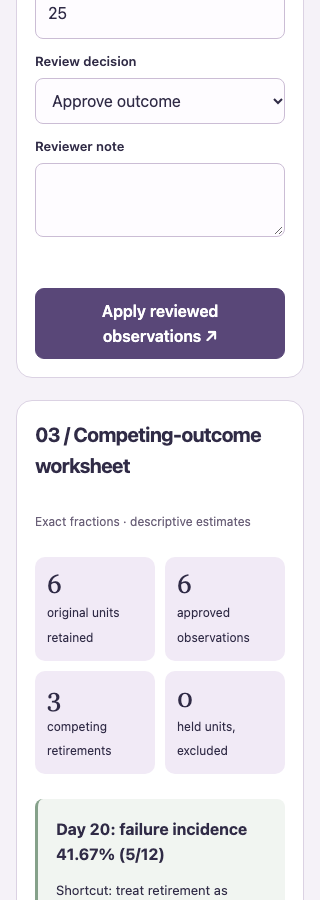 25
Review decision
Approve outcome
Reviewer note
Apply reviewed
observations ↗
03 / Competing-outcome
worksheet
Exact fractions · descriptive estimates
6
original units
retained
6
approved
observations
3
competing
retirements
0
held units,
excluded
Day 20: failure incidence
41.67% (5/12)
Shortcut: treat retirement as